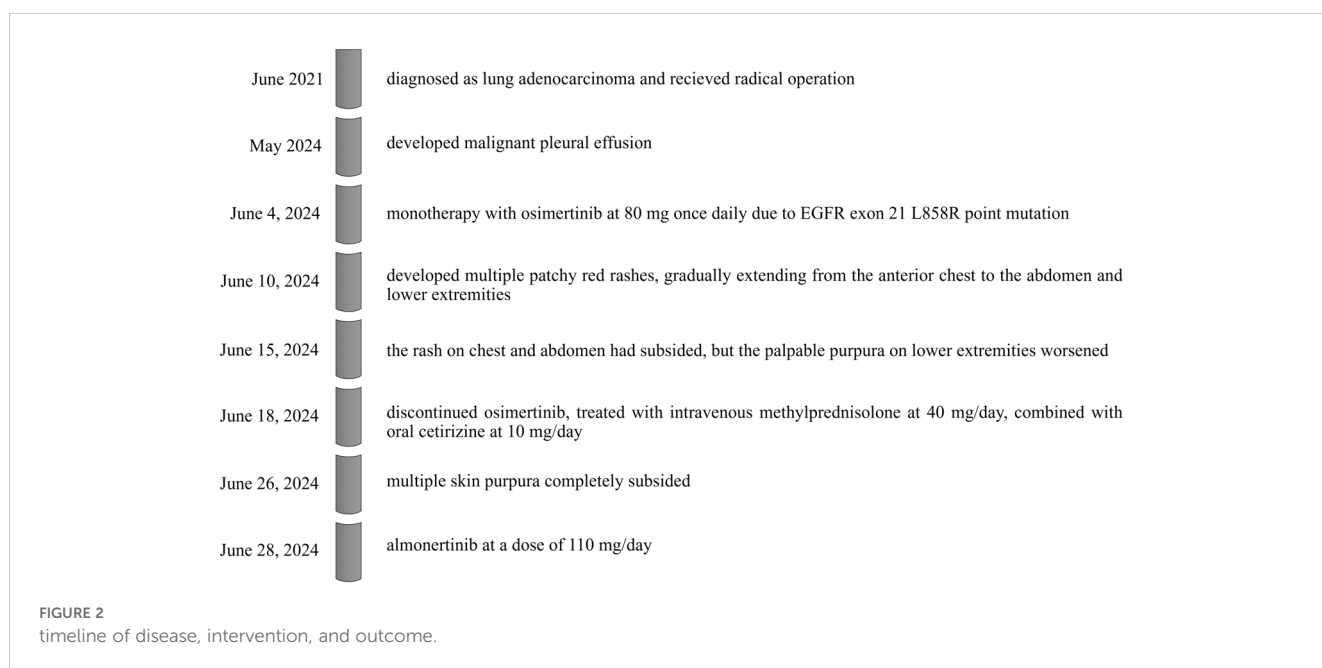 June 2021 diagnosed as lung adenocarcinoma and recieved radical operation
May 2024 developed malignant pleural effusion
June 4, 2024 monotherapy with osimertinib at 80 mg once daily due to EGFR exon 21 L858R point mutation
June 10, 2024 developed multiple patchy red rashes, gradually extending from the anterior chest to the abdomen and
lower extremities
June 15, 2024 the rash on chest and abdomen had subsided, but the palpable purpura on lower extremities worsened
June 18, 2024 discontinued osimertinib, treated with intravenous methylprednisolone at 40 mg/day, combined with
oral cetirizine at 10 mg/day
June 26, 2024 multiple skin purpura completely subsided
June 28, 2024 almonertinib at a dose of 110 mg/day
FIGURE 2
timeline of disease, intervention, and outcome.